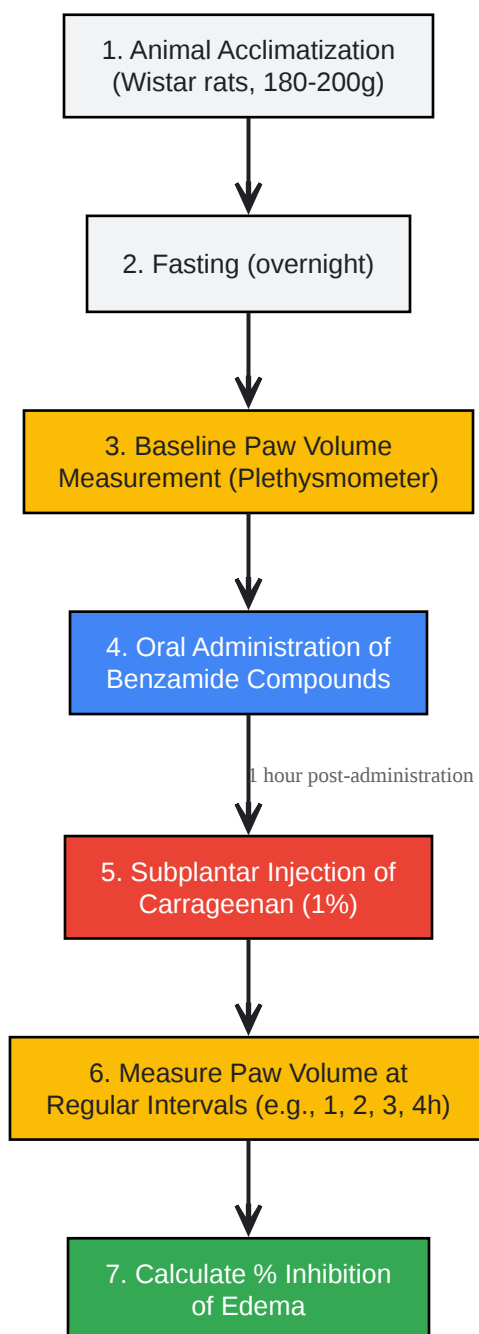 1. Animal Acclimatization
(Wistar rats, 180-200g)
2. Fasting (overnight)
3. Baseline Paw Volume
Measurement (Plethysmometer)
4. Oral Administration of
Benzamide Compounds
1 hour post-administration
5. Subplantar Injection of
Carrageenan (1%)
6. Measure Paw Volume at
Regular Intervals (e.g., 1, 2, 3, 4h)
7. Calculate % Inhibition
of Edema